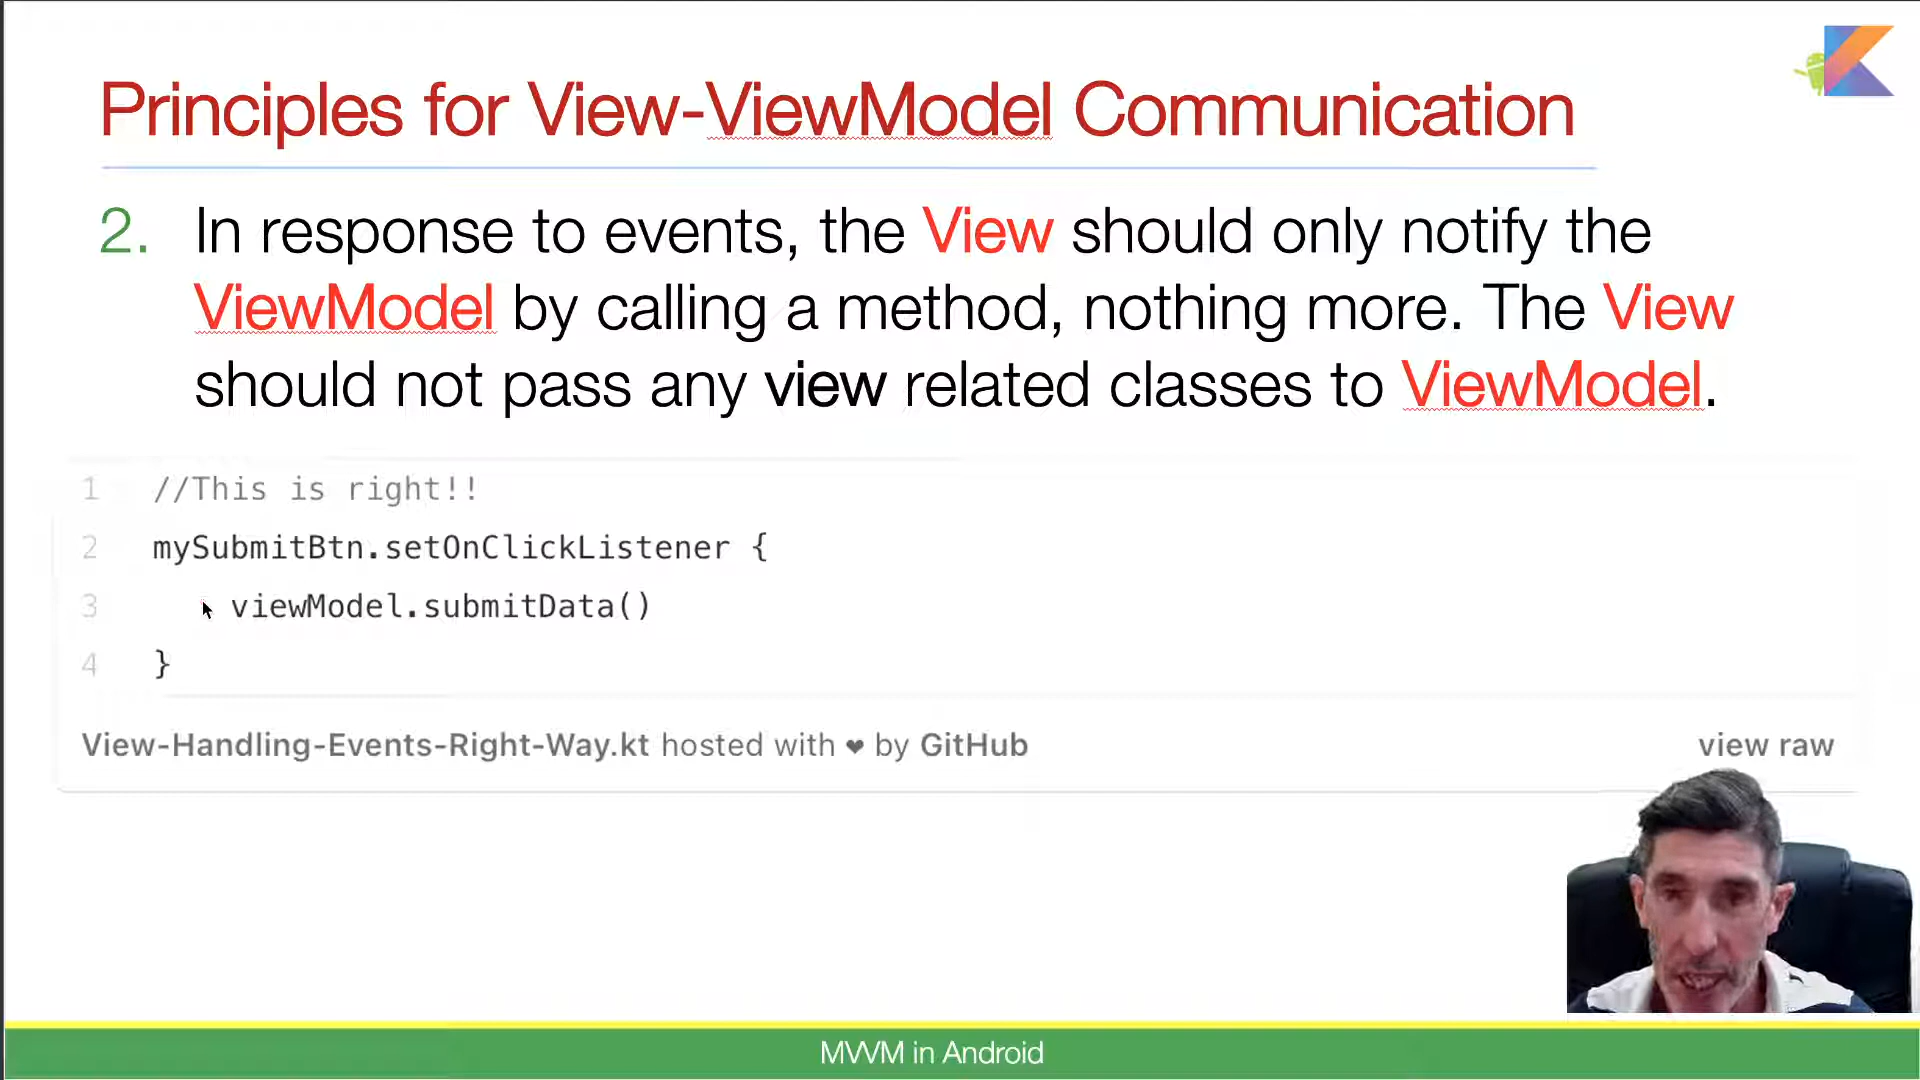 Principles for View-ViewModel Communication
2. In response to events, the View should only notify the
ViewModel by calling a method, nothing more. The View
should not pass any view related classes to ViewModel.
1 //This is right!!
2 mySubmitBtn.setOnClickListener {
3 viewModel.submitData()
4 }
View-Handling-Events-Right-Way.kt hosted with ❤ by GitHub
view raw
MVVM in Android